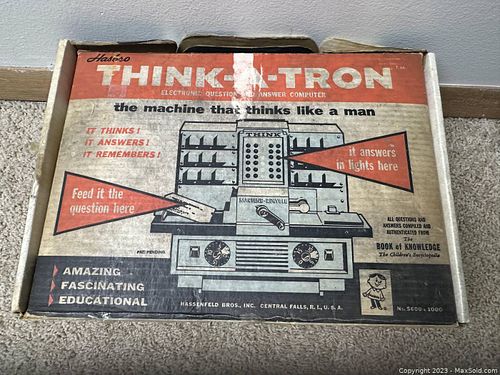 Hasbro
THINK-A-TRON
ELECTRONIC QUESTION AND ANSWER COMPUTER
the machine that thinks like a man
IT THINKS!
IT ANSWERS!
IT REMEMBERS!
THINK
it answers
in lights here
Feed it the
question here
ALL QUESTIONS AND
ANSWERS COMPILED AND
AUTHENTICATED FROM
The
BOOK of KNOWLEDGE
The Children's Encyclopedia
PAT. PENDING
AMAZING
FASCINATING
EDUCATIONAL
HASSENFELD BROS., INC. CENTRAL FALLS, R. I., U. S. A.
No. 5600 : 1000
Copyright 2023 - MaxSold.com